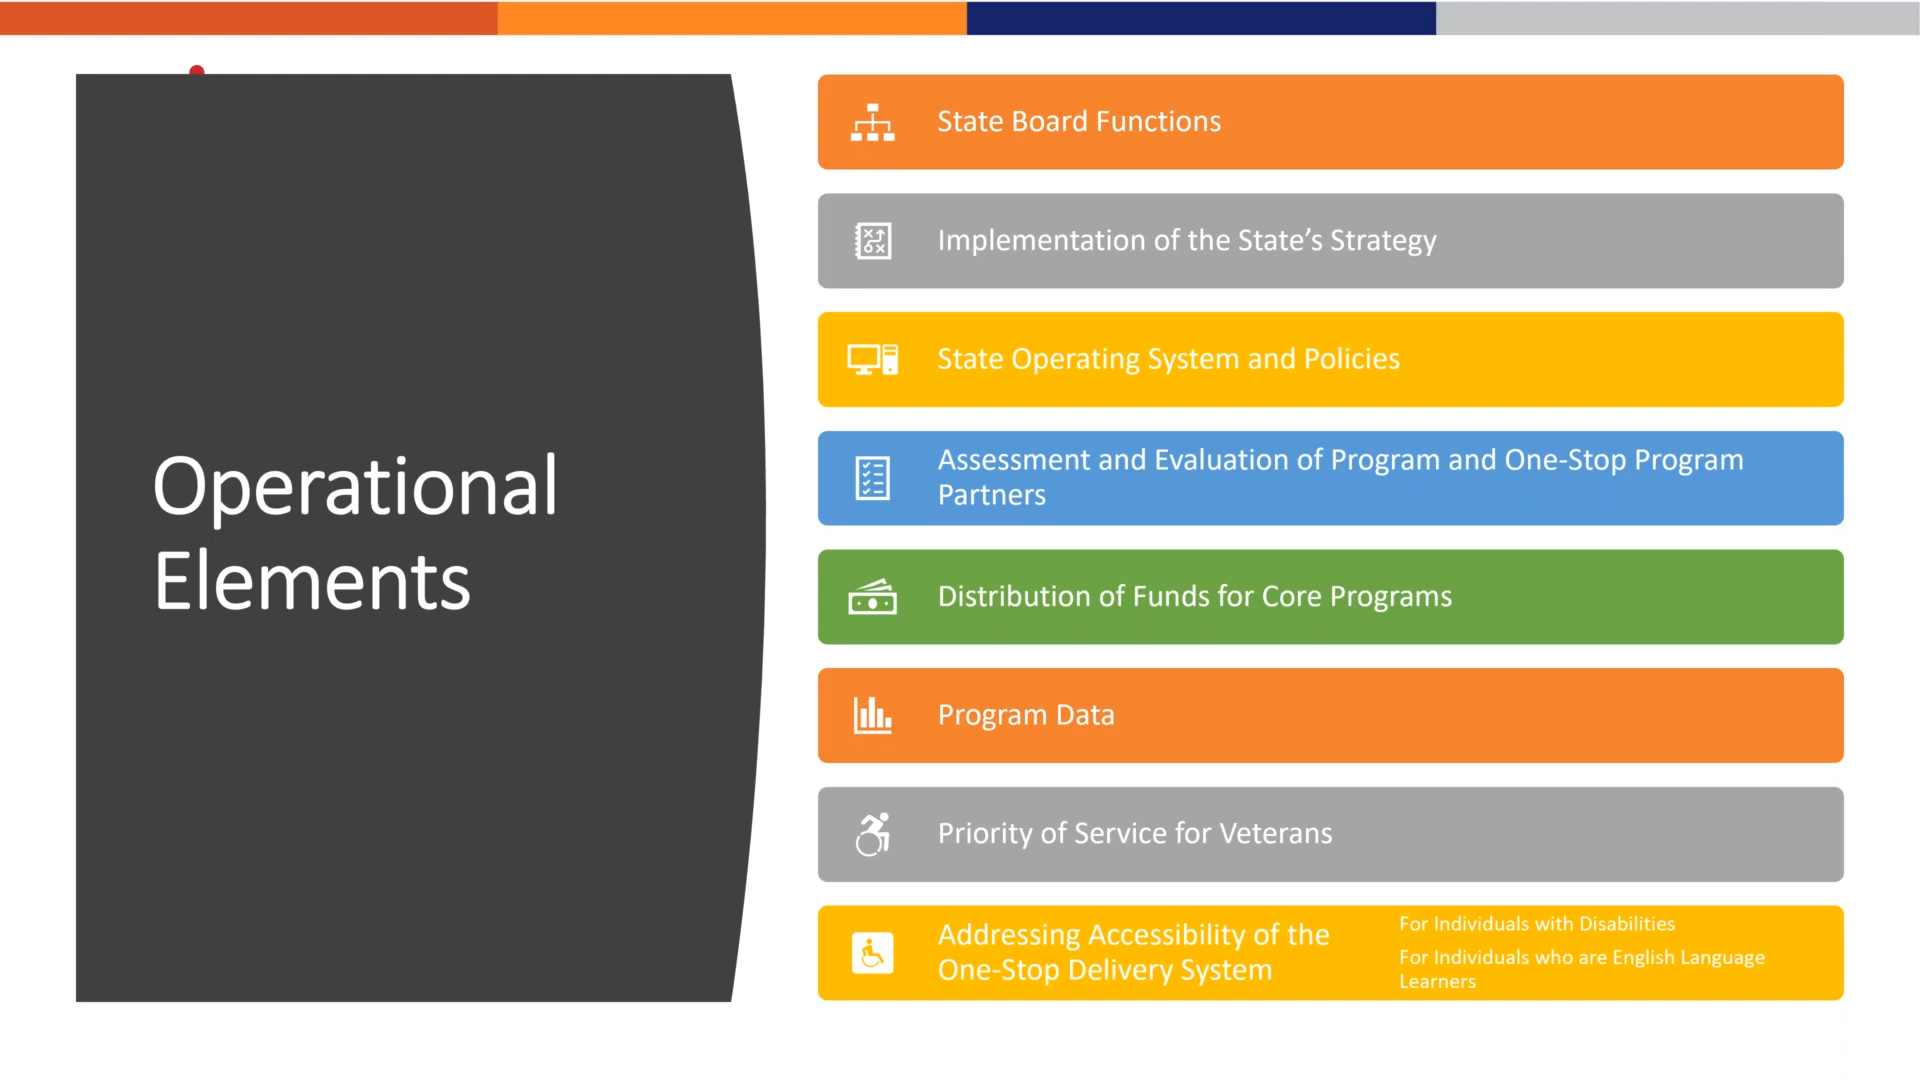 Operational
Elements
State Board Functions
Implementation of the State’s Strategy
State Operating System and Policies
Assessment and Evaluation of Program and One-Stop Program
Partners
Distribution of Funds for Core Programs
Program Data
Priority of Service for Veterans
Addressing Accessibility of the
One-Stop Delivery System
For Individuals with Disabilities
For Individuals who are English Language
Learners